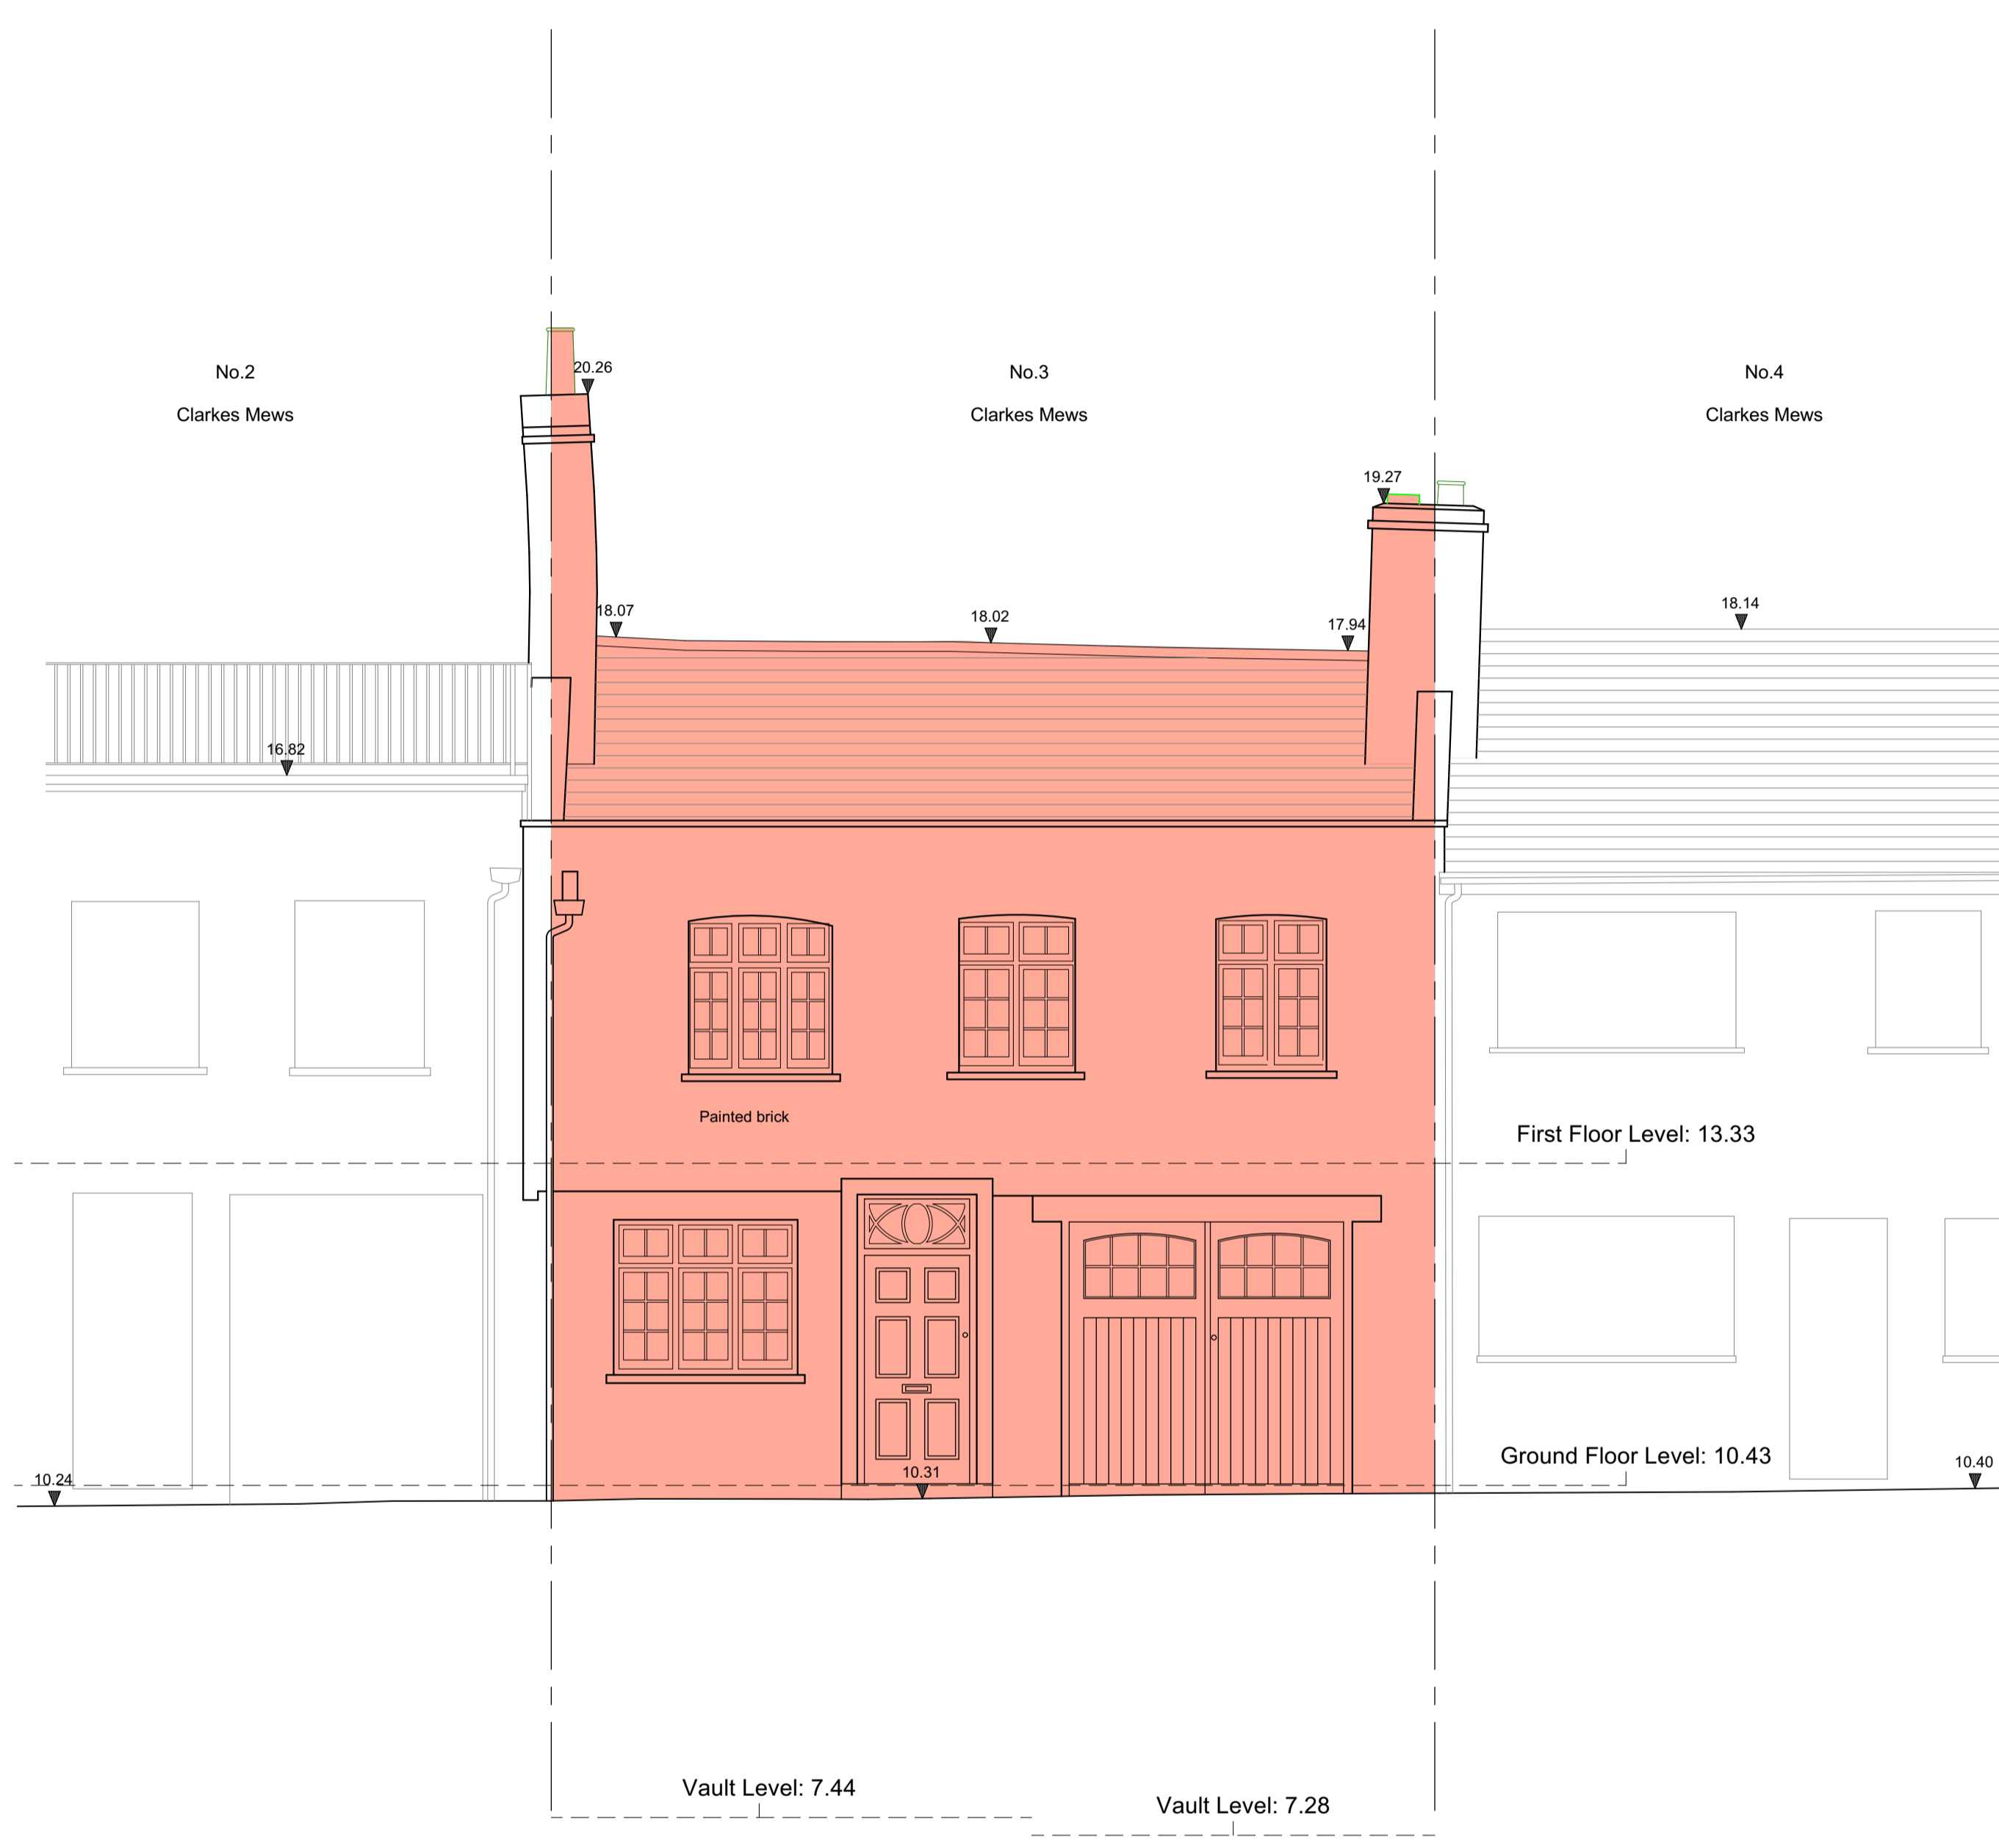 No.2
Clarkes Mews
No.3
Clarkes Mews
No.4
Clarkes Mews
20.26
19.27
18.07
18.02
17.94
18.14
16.82
Painted brick
First Floor Level: 13.33
Ground Floor Level: 10.43
10.24
10.31
10.40
Vault Level: 7.44
Vault Level: 7.28